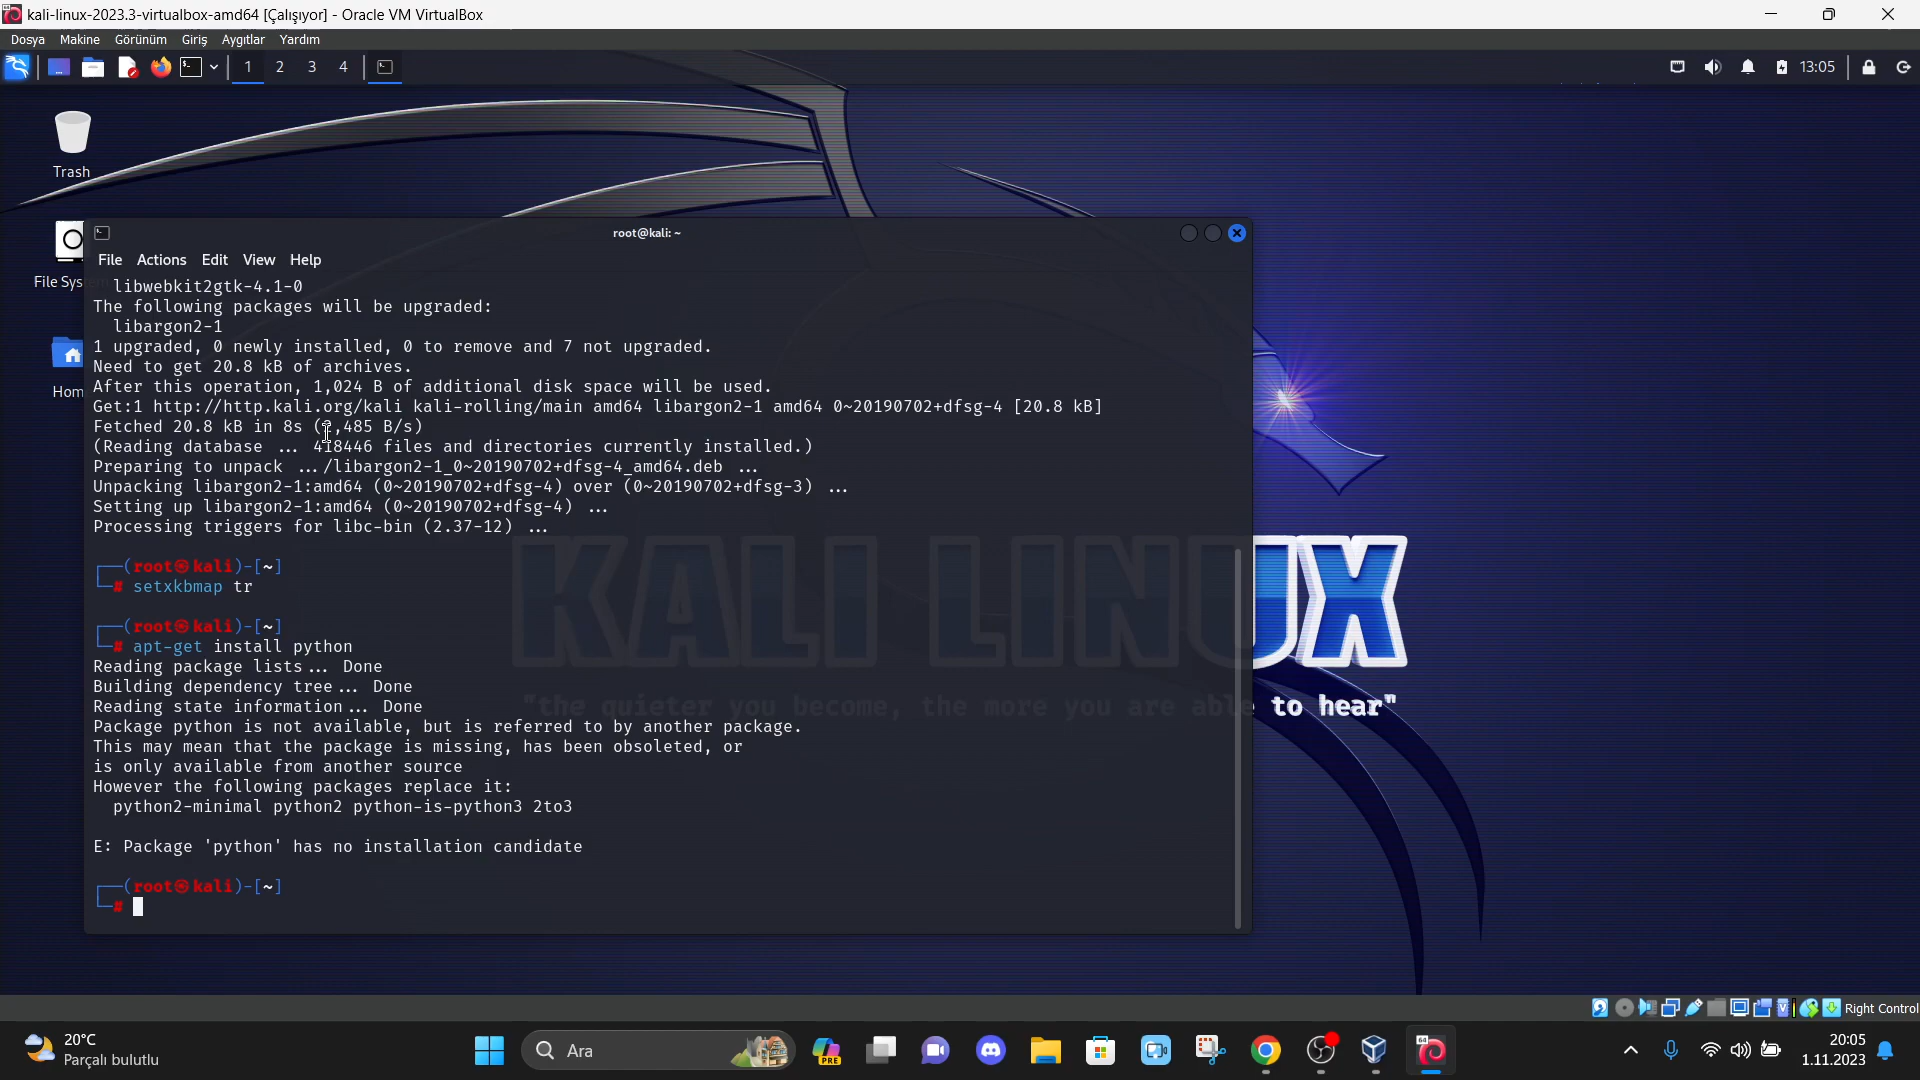 kali-linux-2023.3-virtualbox-amd64 [Çalışıyor] - Oracle VM VirtualBox
Dosya Makine Görünüm Giriş Aygıtlar Yardım
1 2 3 4
13:05
Trash
File Sys
Hom
root@kali: ~
File Actions Edit View Help
libwebkit2gtk-4.1-0
The following packages will be upgraded:
libargon2-1
1 upgraded, 0 newly installed, 0 to remove and 7 not upgraded.
Need to get 20.8 kB of archives.
After this operation, 1,024 B of additional disk space will be used.
Get:1 http://http.kali.org/kali kali-rolling/main amd64 libargon2-1 amd64 0~20190702+dfsg-4 [20.8 kB]
Fetched 20.8 kB in 8s (2,485 B/s)
(Reading database ... 418446 files and directories currently installed.)
Preparing to unpack .../libargon2-1_0~20190702+dfsg-4_amd64.deb ...
Unpacking libargon2-1:amd64 (0~20190702+dfsg-4) over (0~20190702+dfsg-3) ...
Setting up libargon2-1:amd64 (0~20190702+dfsg-4) ...
Processing triggers for libc-bin (2.37-12) ...
┌──(root㉿kali)-[~]
└─# setxkbmap tr
┌──(root㉿kali)-[~]
└─# apt-get install python
Reading package lists... Done
Building dependency tree... Done
Reading state information... Done
Package python is not available, but is referred to by another package.
This may mean that the package is missing, has been obsoleted, or
is only available from another source
However the following packages replace it:
python2-minimal python2 python-is-python3 2to3
E: Package 'python' has no installation candidate
┌──(root㉿kali)-[~]
└─#
KALI LINUX
"the quieter you become, the more you are able to hear"
Right Control
20°C
Parçalı bulutlu
Ara
PRE
20:05
1.11.2023